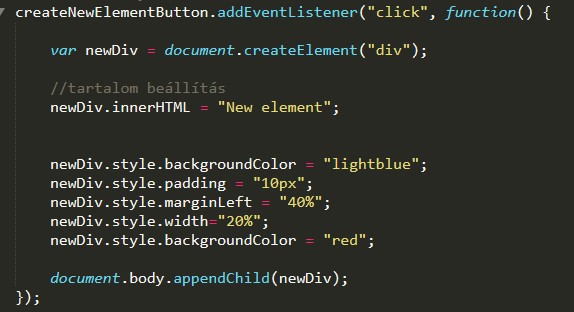 createNewElementButton.addEventListener("click", function() {
var newDiv = document.createElement("div");
//tartalom beállítás
newDiv.innerHTML = "New element";
newDiv.style.backgroundColor = "lightblue";
newDiv.style.padding = "10px";
newDiv.style.marginLeft = "40%";
newDiv.style.width="20%";
newDiv.style.backgroundColor = "red";
document.body.appendChild(newDiv);
});